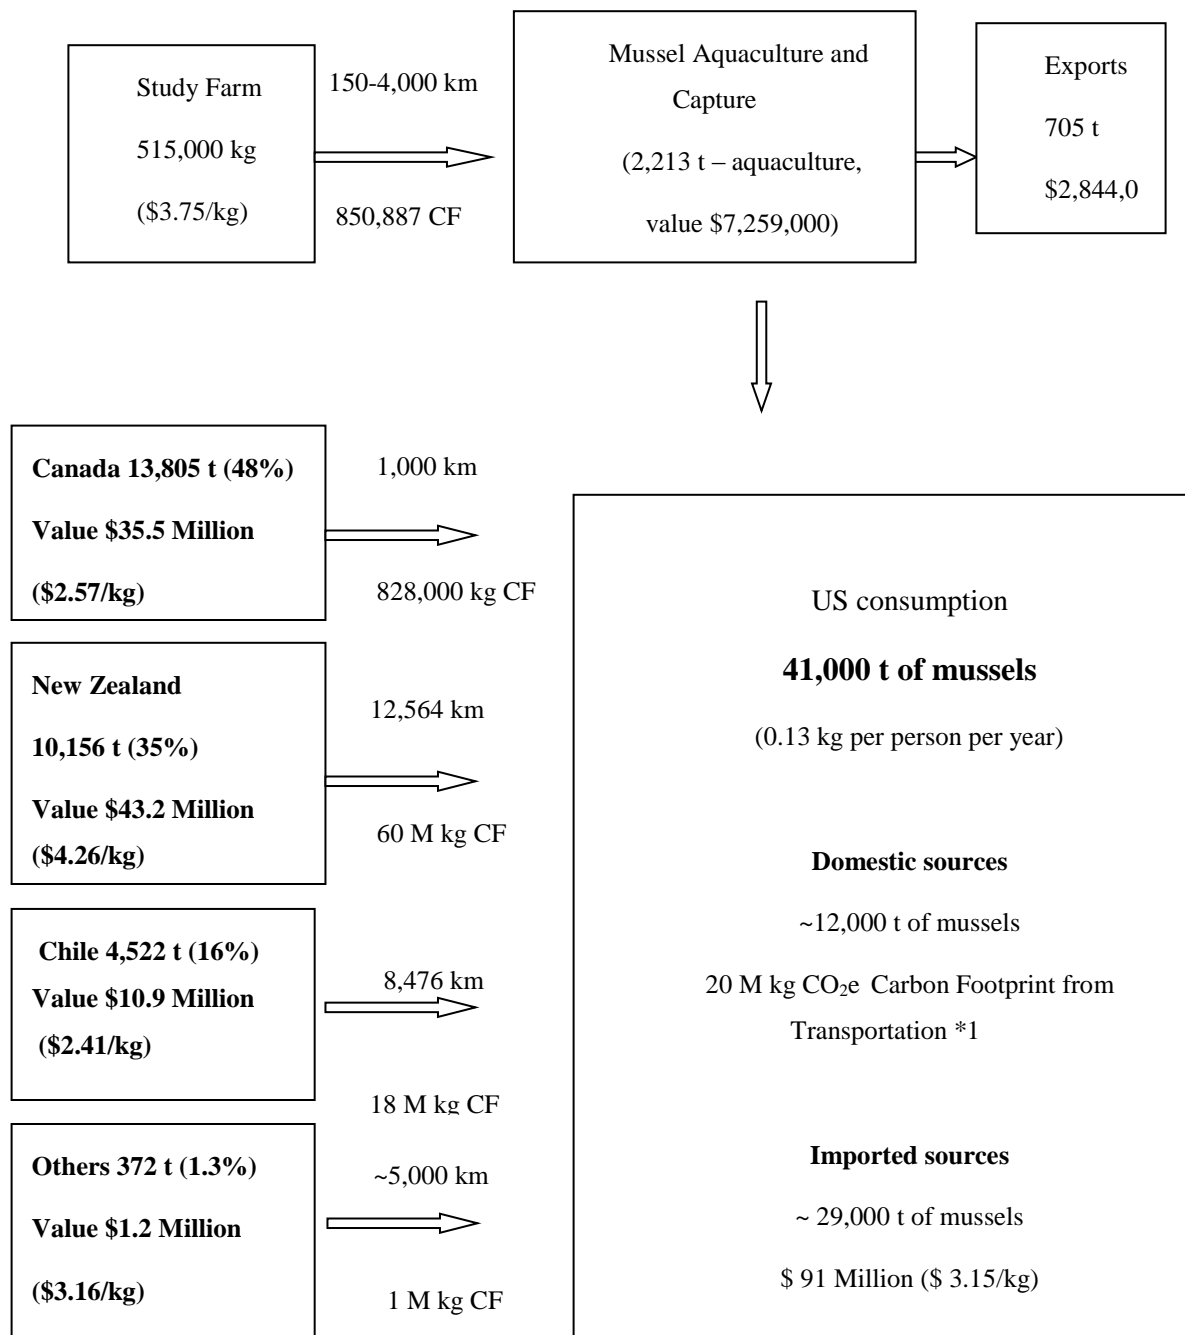 Study Farm
515,000 kg
($3.75/kg)
150-4,000 km
850,887 CF
Mussel Aquaculture and
Capture
(2,213 t – aquaculture,
value $7,259,000)
Exports
705 t
$2,844,0
Canada 13,805 t (48%)
Value $35.5 Million
($2.57/kg)
1,000 km
828,000 kg CF
New Zealand
10,156 t (35%)
Value $43.2 Million
($4.26/kg)
12,564 km
60 M kg CF
Chile 4,522 t (16%)
Value $10.9 Million
($2.41/kg)
8,476 km
18 M kg CF
Others 372 t (1.3%)
Value $1.2 Million
($3.16/kg)
~5,000 km
1 M kg CF
US consumption
41,000 t of mussels
(0.13 kg per person per year)
Domestic sources
~12,000 t of mussels
20 M kg CO₂e Carbon Footprint from
Transportation *1
Imported sources
~ 29,000 t of mussels
$ 91 Million ($ 3.15/kg)